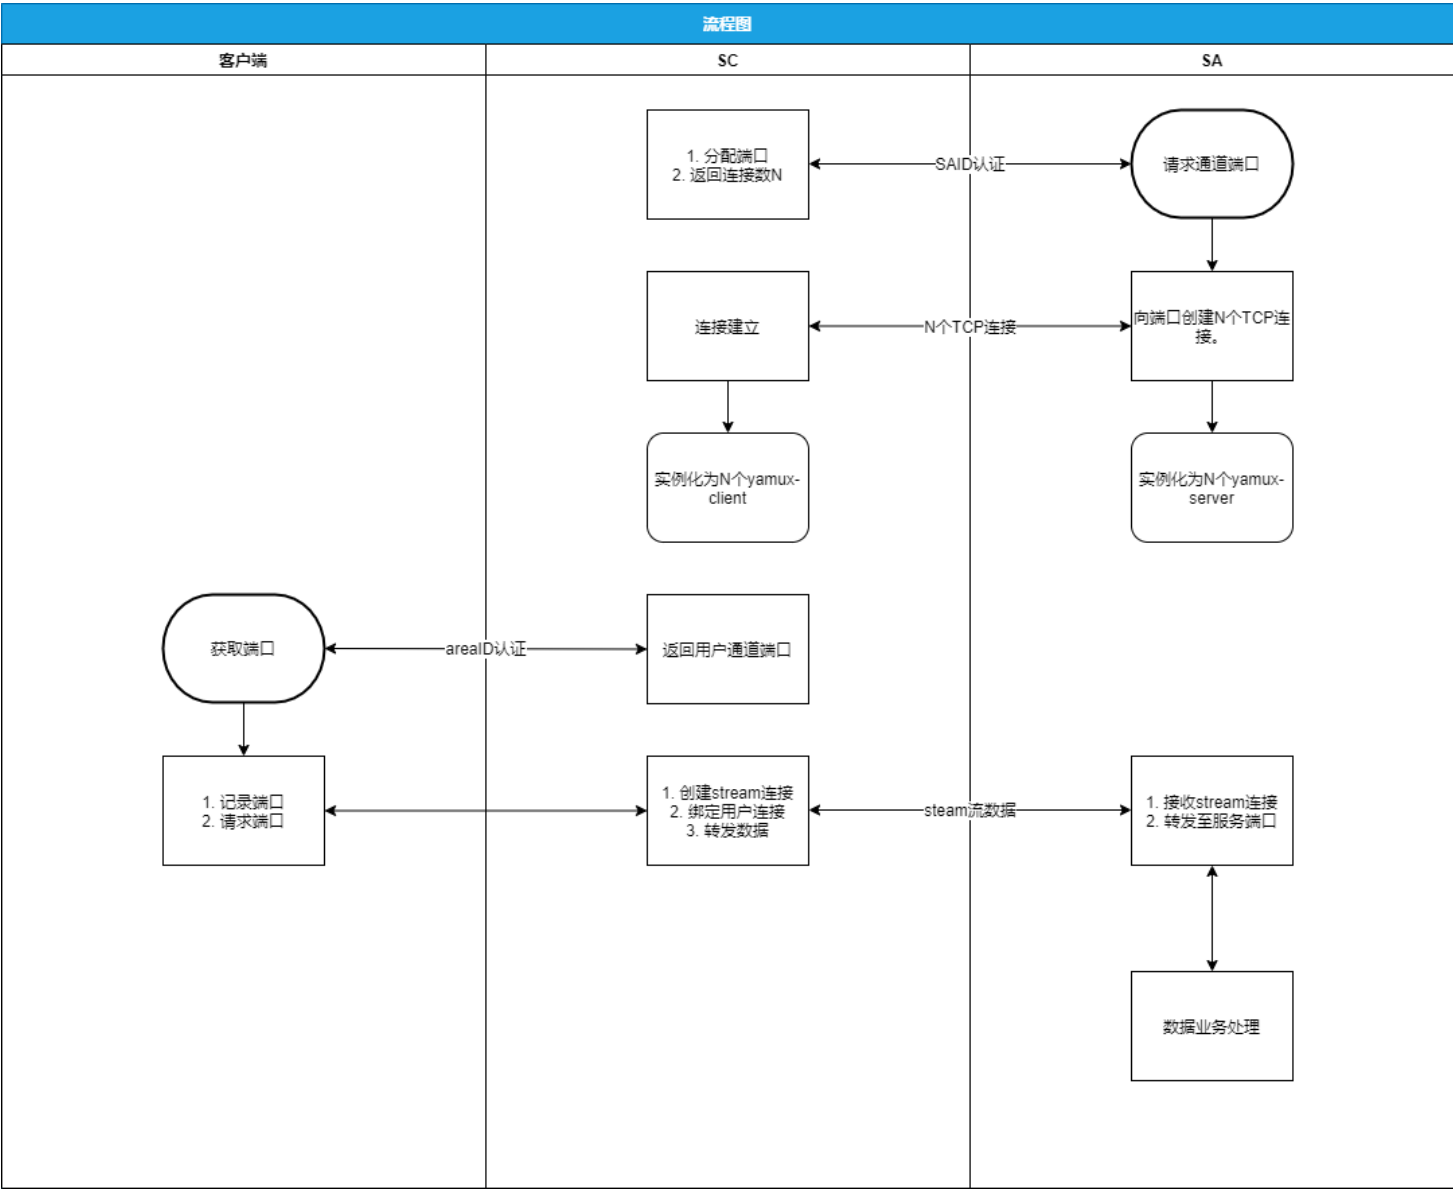 流程图
客户端
SC
SA
1. 分配端口
2. 返回连接数N
SAID认证
请求通道端口
连接建立
N个TCP连接
向端口创建N个TCP连
接。
实例化为N个yamux-
client
实例化为N个yamux-
server
获取端口
areaID认证
返回用户通道端口
1. 记录端口
2. 请求端口
1. 创建stream连接
2. 绑定用户连接
3. 转发数据
steam流数据
1. 接收stream连接
2. 转发至服务端口
数据业务处理